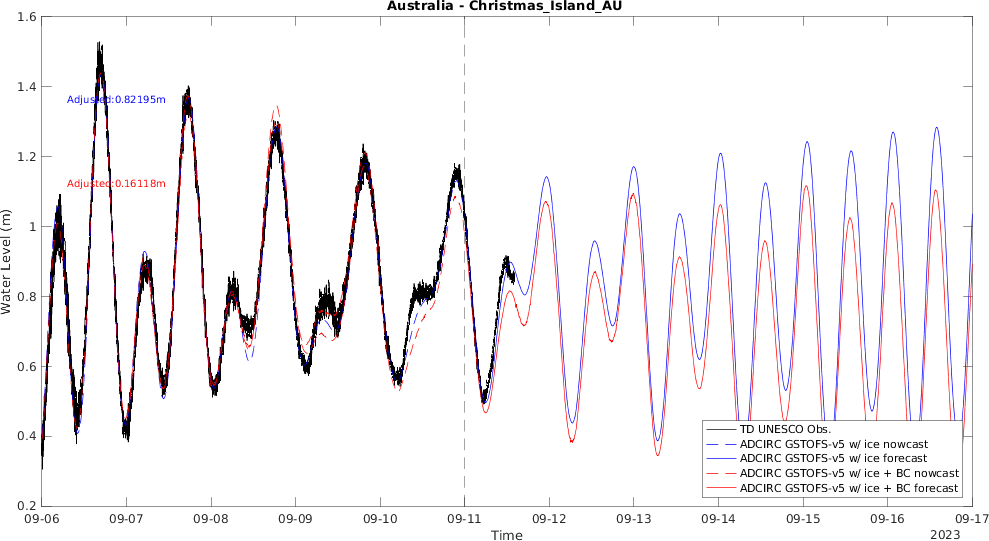 Australia - Christmas_Island_AU
1.6
1.4
1.2
1
0.8
0.6
0.4
0.2
Water Level (m)
Adjusted:0.82195m
Adjusted:0.16118m
TD UNESCO Obs.
ADCIRC GSTOFS-v5 w/ ice nowcast
ADCIRC GSTOFS-v5 w/ ice forecast
ADCIRC GSTOFS-v5 w/ ice + BC nowcast
ADCIRC GSTOFS-v5 w/ ice + BC forecast
09-06 09-07 09-08 09-09 09-10 09-11 09-12 09-13 09-14 09-15 09-16 09-17
Time
2023